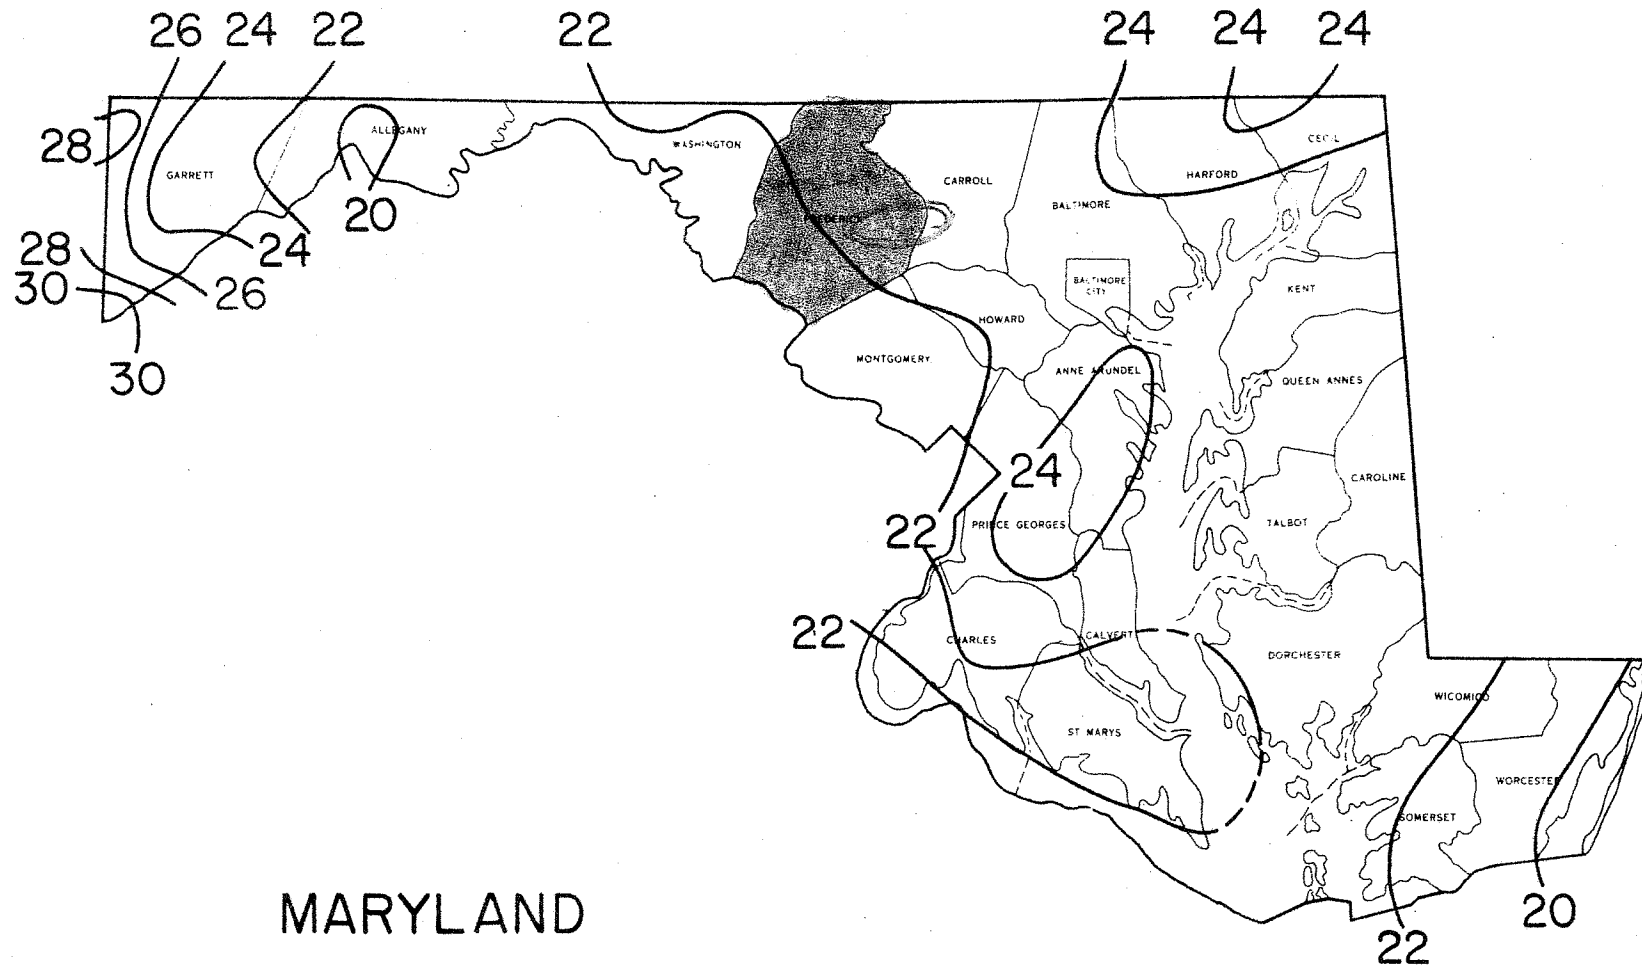 26 24 22 22 24 24 24
28
ALLEGANY
WASHINGTON
CECIL
GARRETT
HARFORD
CARROLL
BALTIMORE
20
FREDERICK
28
24
30
26
BALTIMORE
CITY
KENT
HOWARD
30
MONTGOMERY
ANNE ARUNDEL
QUEEN ANNES
24
CAROLINE
22
PRINCE GEORGES
TALBOT
22
CHARLES
CALVERT
DORCHESTER
WICOMICO
ST MARYS
WORCESTER
SOMERSET
MARYLAND
20
22